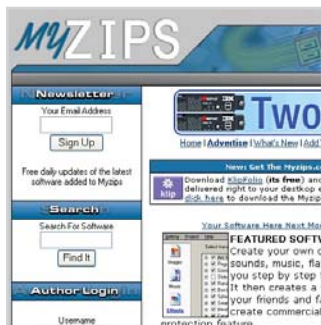 MYZIPS
Newsletter
Your Email Address
Sign Up
Free daily updates of the latest
software added to Myzips
Search
Search For Software
Find It
Author Login
Username
Two
Home | Advertise | What's New | Add
News: Get The Myzips.c
Download KlipFolio (its free) an
delivered right to your desktop
click here to download the Myzip
klip
Your Software Here Next Mo
FEATURED SOFTW
Create your own
sounds, music, fla
you step by step
It then creates a
your friends and f
create commercial
protection feature